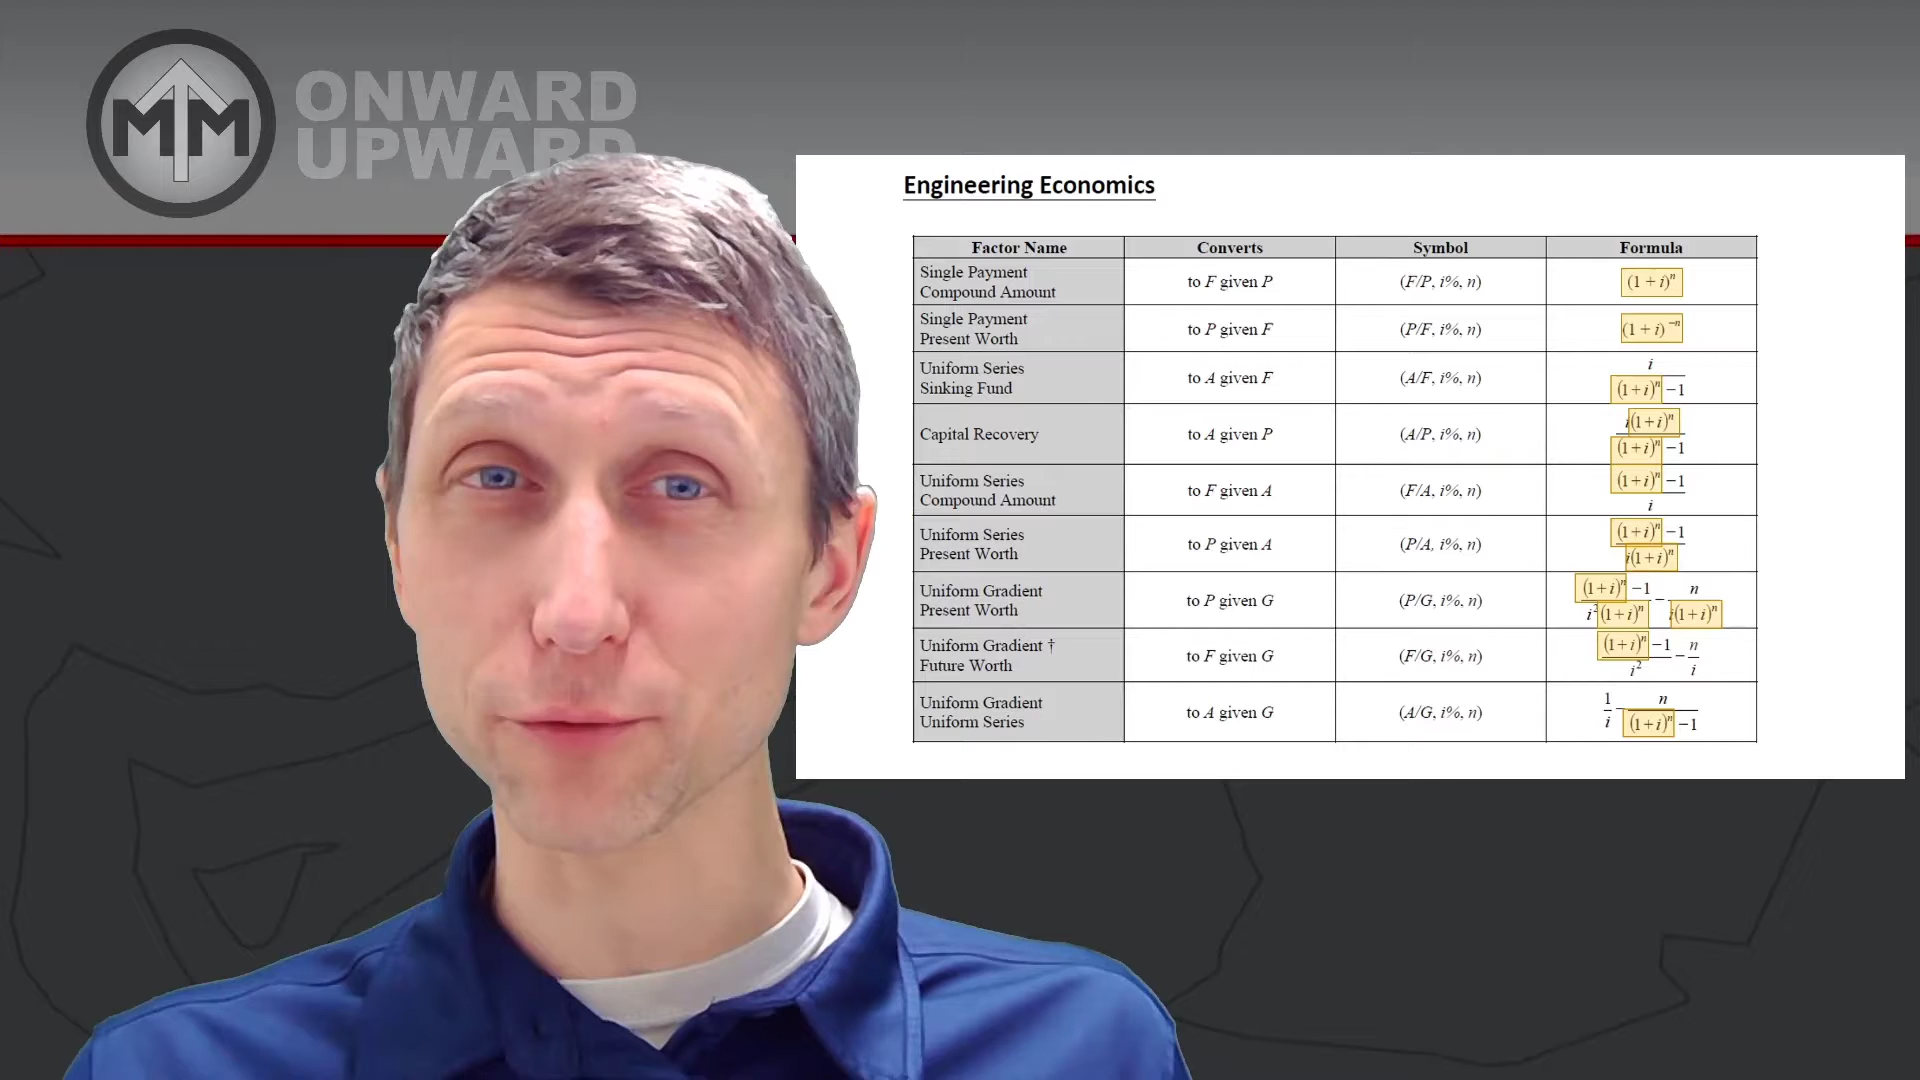 MM
ONWARD
UPWARD
Engineering Economics
Factor Name Converts Symbol Formula
Single Payment
Compound Amount to F given P (F/P, i%, n) (1 + i)^n
Single Payment
Present Worth to P given F (P/F, i%, n) (1 + i)^−n
Uniform Series
Sinking Fund to A given F (A/F, i%, n) i
(1+i)^n −1
Capital Recovery to A given P (A/P, i%, n) i(1+i)^n
(1+i)^n −1
Uniform Series
Compound Amount to F given A (F/A, i%, n) (1+i)^n −1
i
Uniform Series
Present Worth to P given A (P/A, i%, n) (1+i)^n −1
i(1+i)^n
Uniform Gradient
Present Worth to P given G (P/G, i%, n) (1+i)^n −1 − n
i^2(1+i)^n i(1+i)^n
Uniform Gradient †
Future Worth to F given G (F/G, i%, n) (1+i)^n −1 − n
i^2 i
Uniform Gradient
Uniform Series to A given G (A/G, i%, n) 1 − n
i (1+i)^n −1